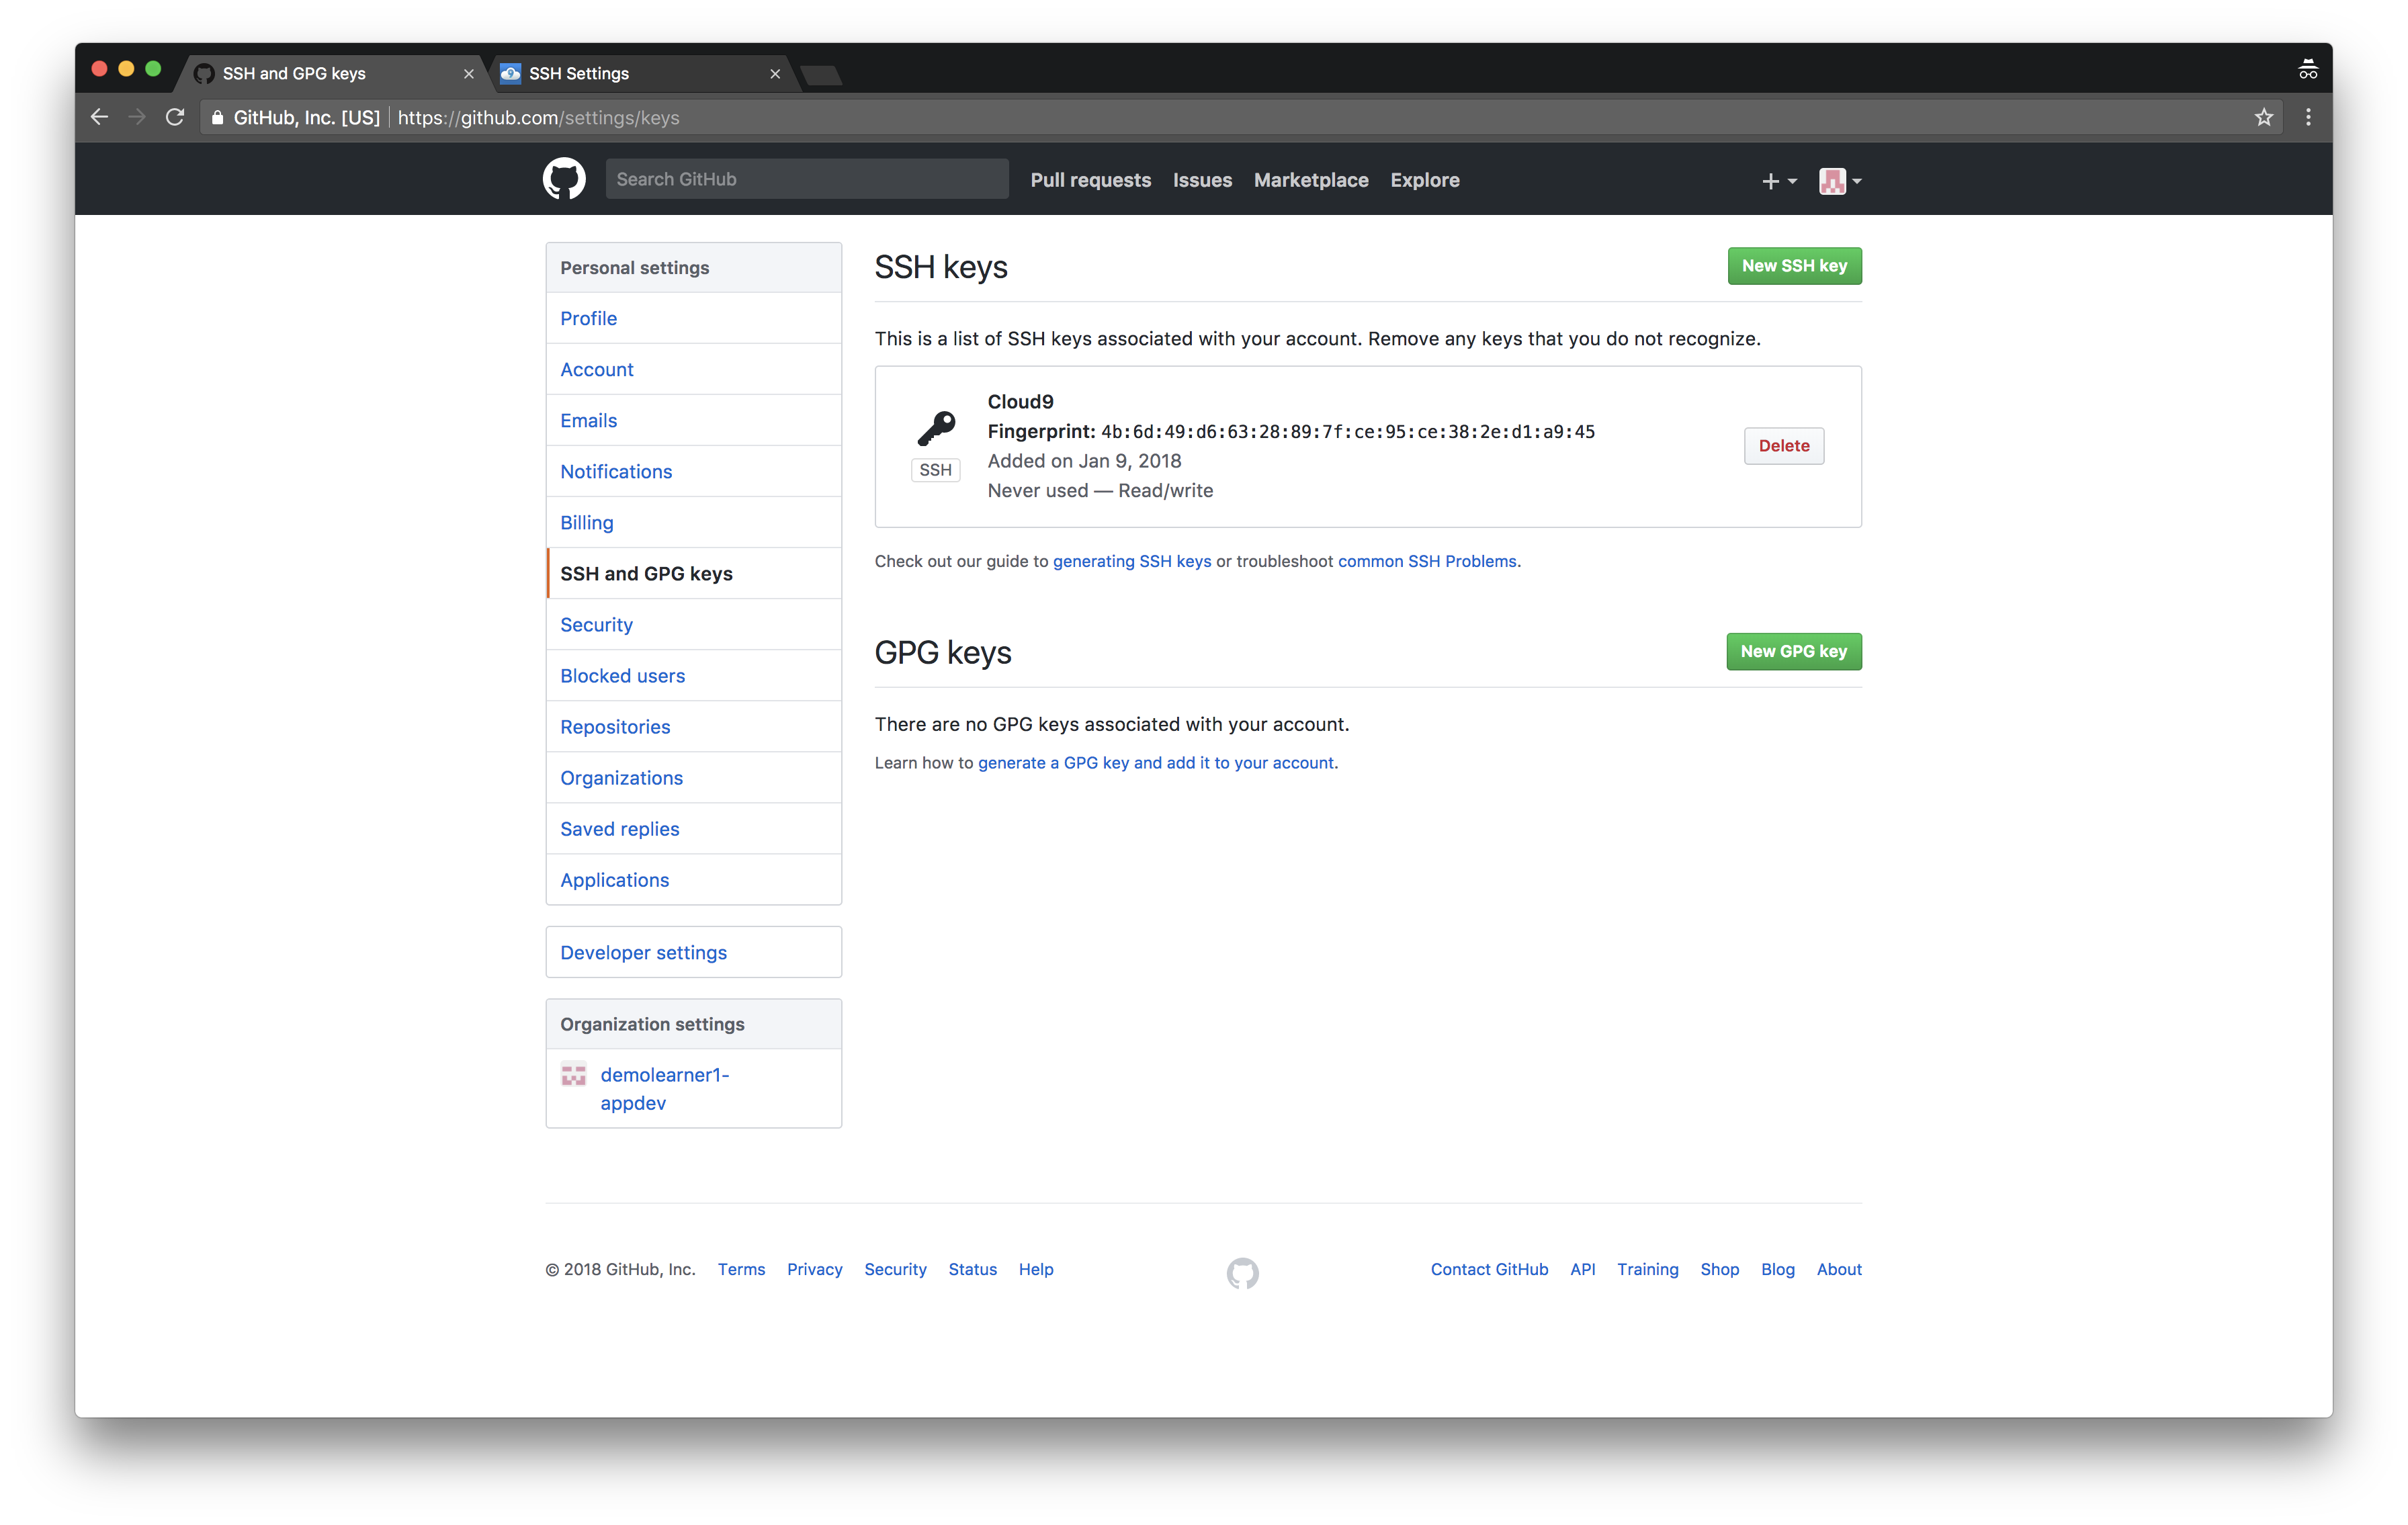 SSH and GPG keys
SSH Settings
GitHub, Inc. [US] https://github.com/settings/keys
Search GitHub
Pull requests Issues Marketplace Explore
Personal settings
Profile
Account
Emails
Notifications
Billing
SSH and GPG keys
Security
Blocked users
Repositories
Organizations
Saved replies
Applications
Developer settings
Organization settings
demolearner1-
appdev
SSH keys
New SSH key
This is a list of SSH keys associated with your account. Remove any keys that you do not recognize.
SSH
Cloud9
Fingerprint: 4b:6d:49:d6:63:28:89:7f:ce:95:ce:38:2e:d1:a9:45
Added on Jan 9, 2018
Never used — Read/write
Delete
Check out our guide to generating SSH keys or troubleshoot common SSH Problems.
GPG keys
New GPG key
There are no GPG keys associated with your account.
Learn how to generate a GPG key and add it to your account.
© 2018 GitHub, Inc. Terms Privacy Security Status Help
Contact GitHub API Training Shop Blog About